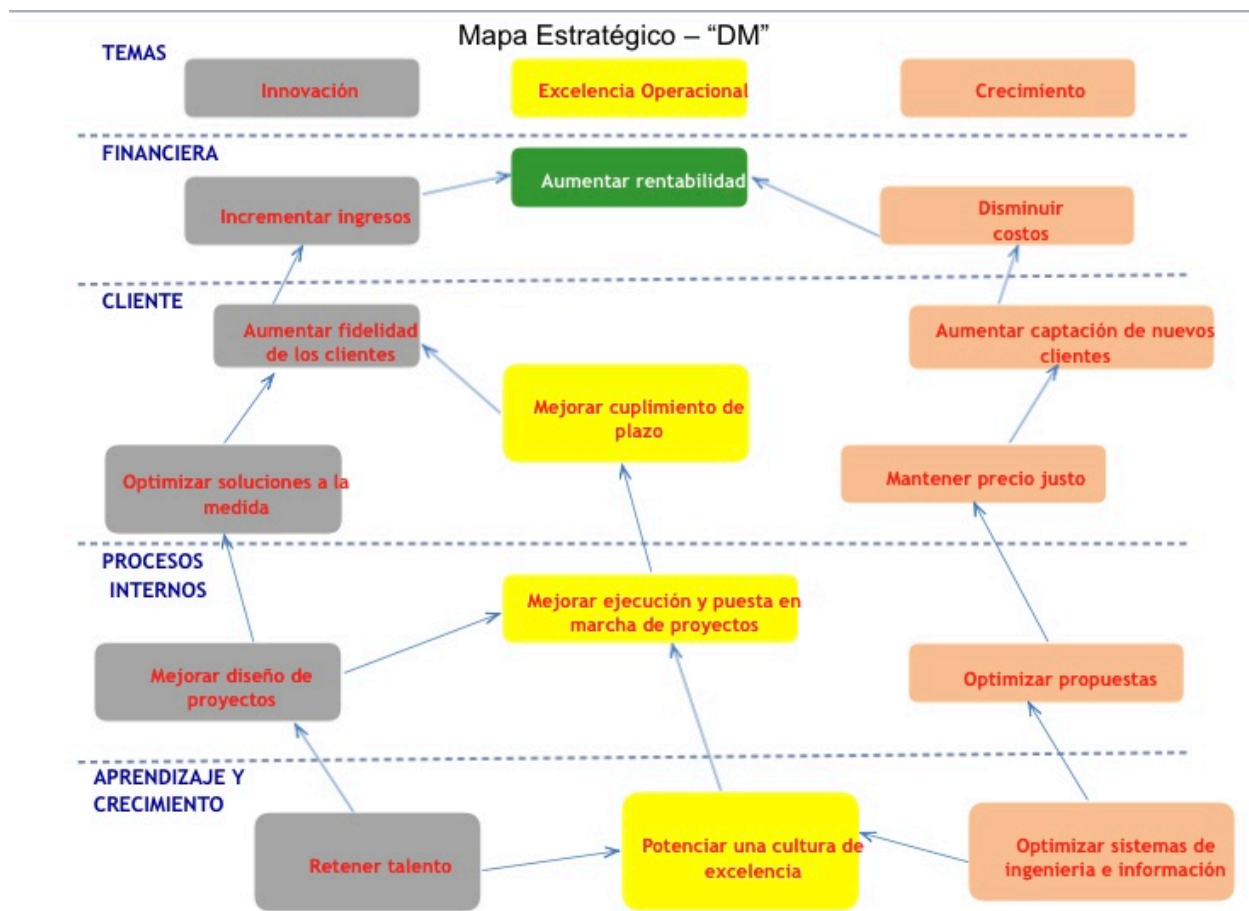 Mapa Estratégico – “DM”
TEMAS
Innovación
Excelencia Operacional
Crecimiento
FINANCIERA
Aumentar rentabilidad
Incrementar ingresos
Disminuir
costos
CLIENTE
Aumentar fidelidad
de los clientes
Aumentar captación de nuevos
clientes
Mejorar cuplimiento de
plazo
Optimizar soluciones a la
medida
Mantener precio justo
PROCESOS
INTERNOS
Mejorar ejecución y puesta en
marcha de proyectos
Mejorar diseño de
proyectos
Optimizar propuestas
APRENDIZAJE Y
CRECIMIENTO
Retener talento
Potenciar una cultura de
excelencia
Optimizar sistemas de
ingenieria e información